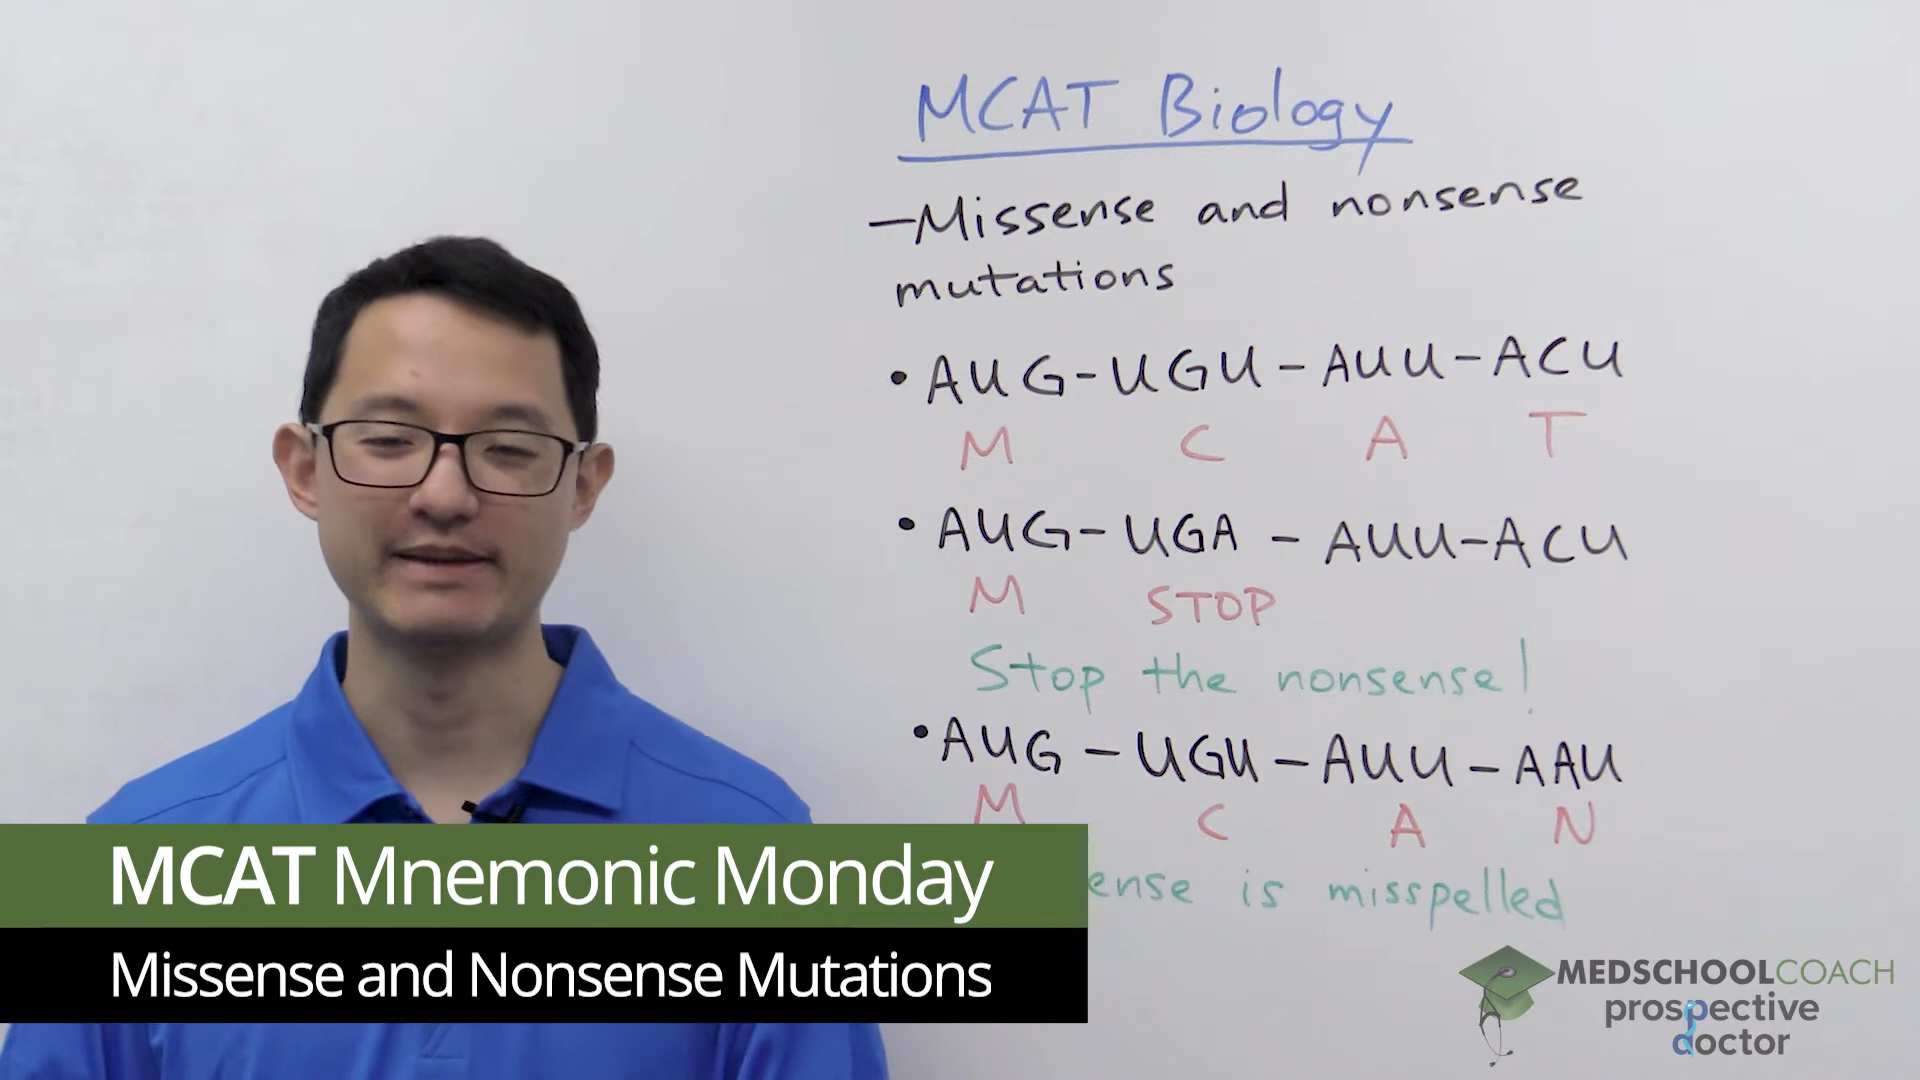 MCAT Biology
—Missense and nonsense
mutations
• AUG-UGU-AUU-ACU
M C A T
• AUG-UGA-AUU-ACU
M STOP
Stop the nonsense!
• AUG-UGU-AUU-AAU
M C A N
is misspelled
MCAT Mnemonic Monday
Missense and Nonsense Mutations
MEDSCHOOLCOACH
prospective
doctor